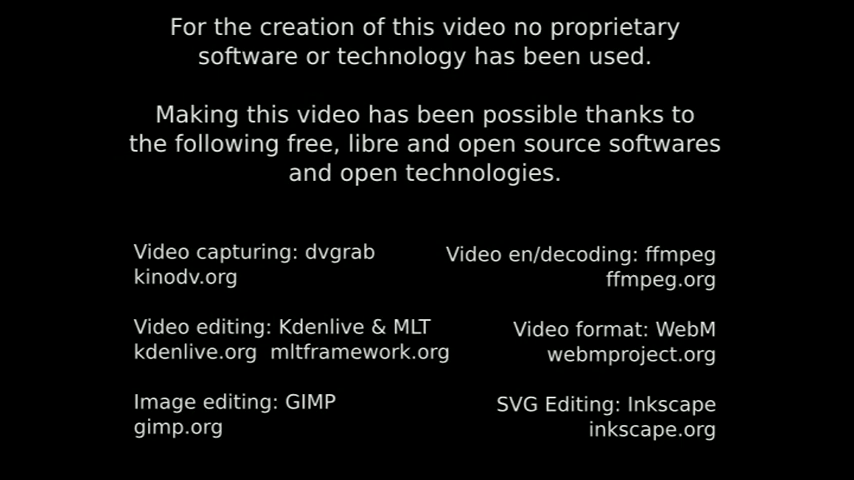 For the creation of this video no proprietary
software or technology has been used.
Making this video has been possible thanks to
the following free, libre and open source softwares
and open technologies.
Video capturing: dvgrab
kinodv.org
Video editing: Kdenlive & MLT
kdenlive.org mltframework.org
Image editing: GIMP
gimp.org
Video en/decoding: ffmpeg
ffmpeg.org
Video format: WebM
webmproject.org
SVG Editing: Inkscape
inkscape.org